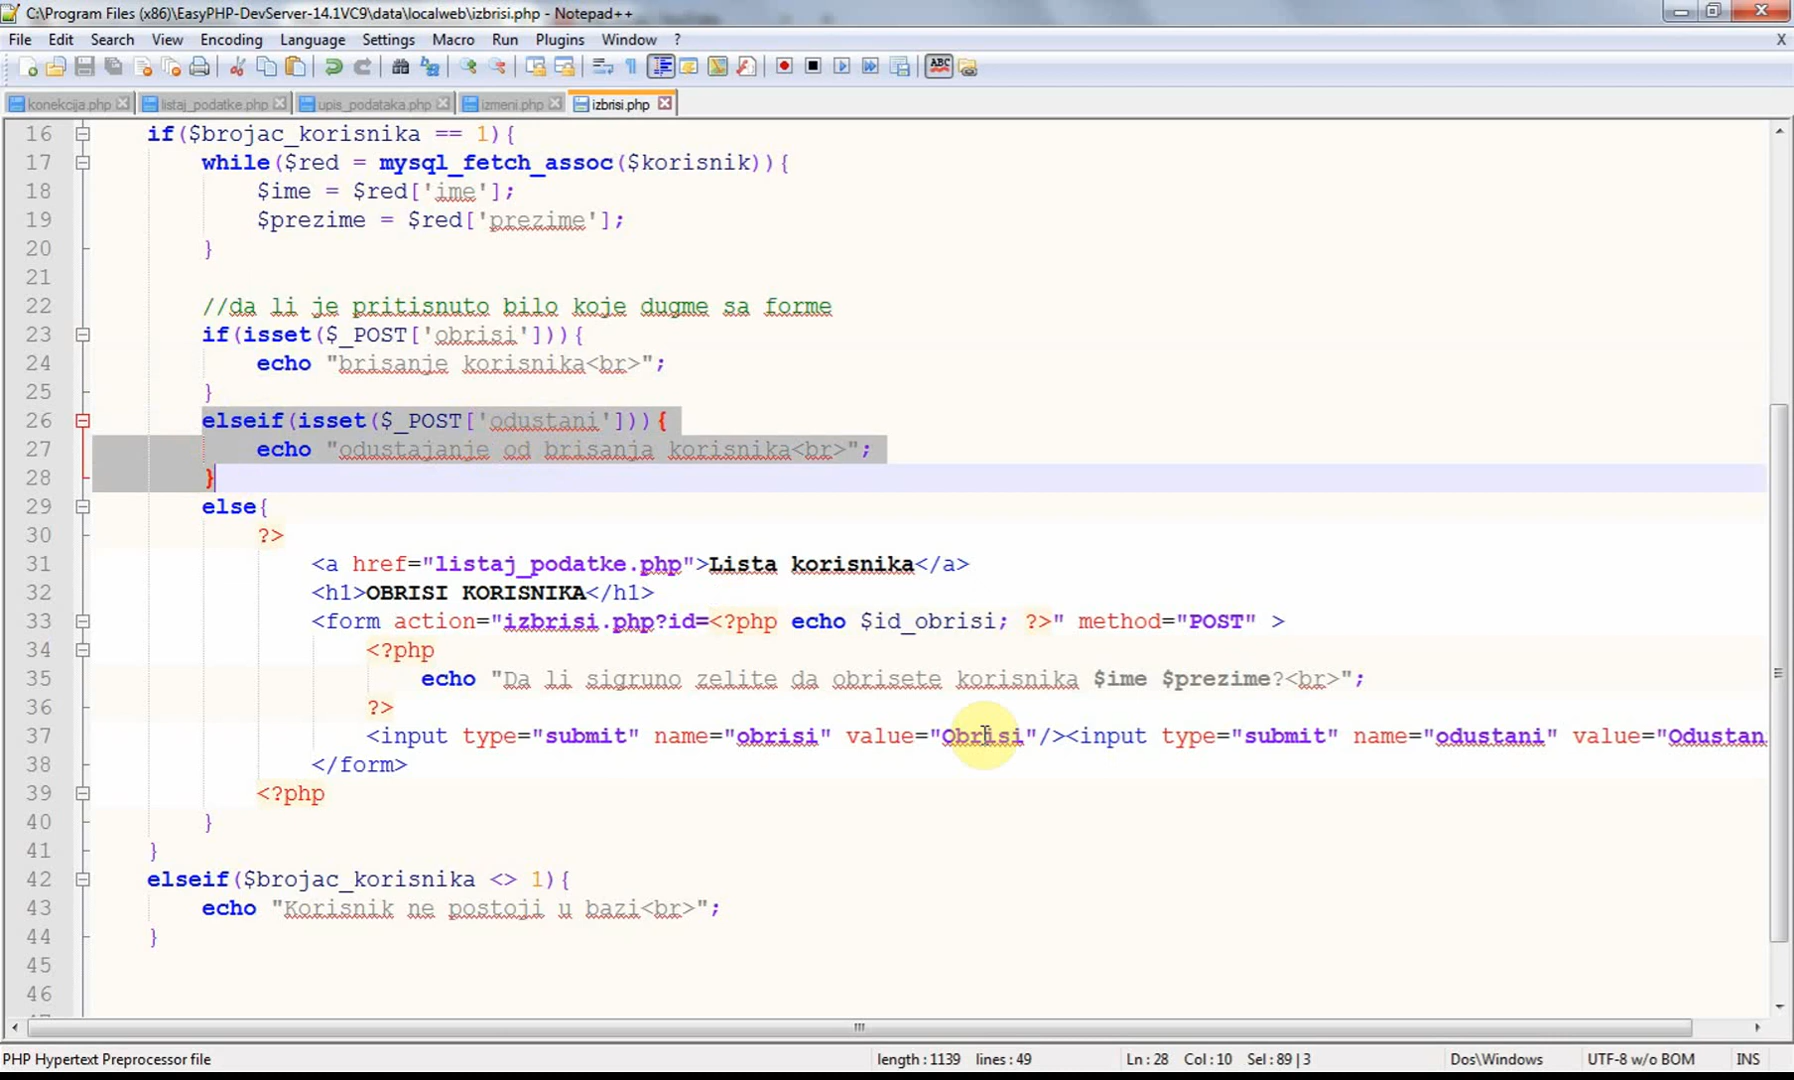 C:\Program Files (x86)\EasyPHP-DevServer-14.1VC9\data\localweb\izbrisi.php - Notepad++
File Edit Search View Encoding Language Settings Macro Run Plugins Window ? X
konekcija.php listaj_podatke.php upis_podataka.php izmeni.php izbrisi.php
16 if($brojac_korisnika == 1){
17 while($red = mysql_fetch_assoc($korisnik)){
18 $ime = $red['ime'];
19 $prezime = $red['prezime'];
20 }
21
22 //da li je pritisnuto bilo koje dugme sa forme
23 if(isset($_POST['obrisi'])){
24 echo "brisanje korisnika<br>";
25 }
26 elseif(isset($_POST['odustani'])){
27 echo "odustajanje od brisanja korisnika<br>";
28 }
29 else{
30 ?>
31 <a href="listaj_podatke.php">Lista korisnika</a>
32 <h1>OBRISI KORISNIKA</h1>
33 <form action="izbrisi.php?id=<?php echo $id_obrisi; ?>" method="POST" >
34 <?php
35 echo "Da li sigruno zelite da obrisete korisnika $ime $prezime?<br>";
36 ?>
37 <input type="submit" name="obrisi" value="Obrisi"/><input type="submit" name="odustani" value="Odustan
38 </form>
39 <?php
40 }
41 }
42 elseif($brojac_korisnika <> 1){
43 echo "Korisnik ne postoji u bazi<br>";
44 }
45
46
PHP Hypertext Preprocessor file length : 1139 lines : 49 Ln : 28 Col : 10 Sel : 89 | 3 Dos\Windows UTF-8 w/o BOM INS